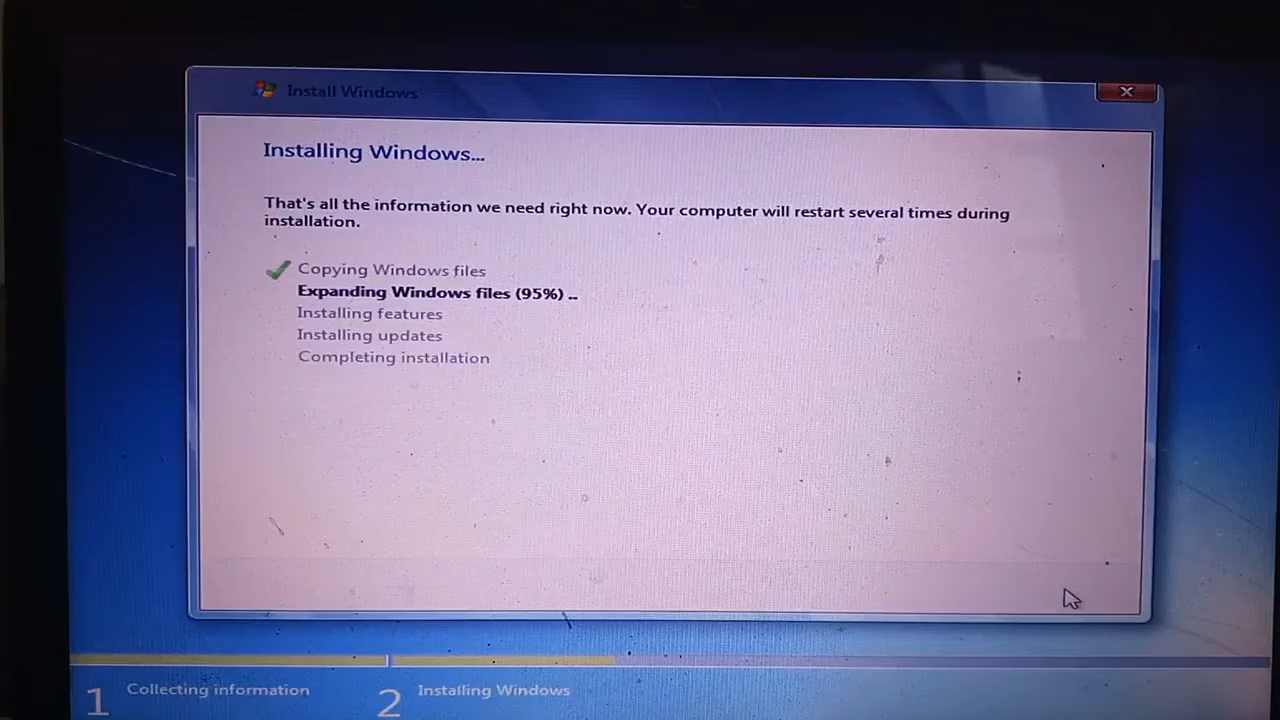 Install Windows
Installing Windows...
That's all the information we need right now. Your computer will restart several times during
installation.
Copying Windows files
Expanding Windows files (95%) ..
Installing features
Installing updates
Completing installation
1 Collecting information
2 Installing Windows